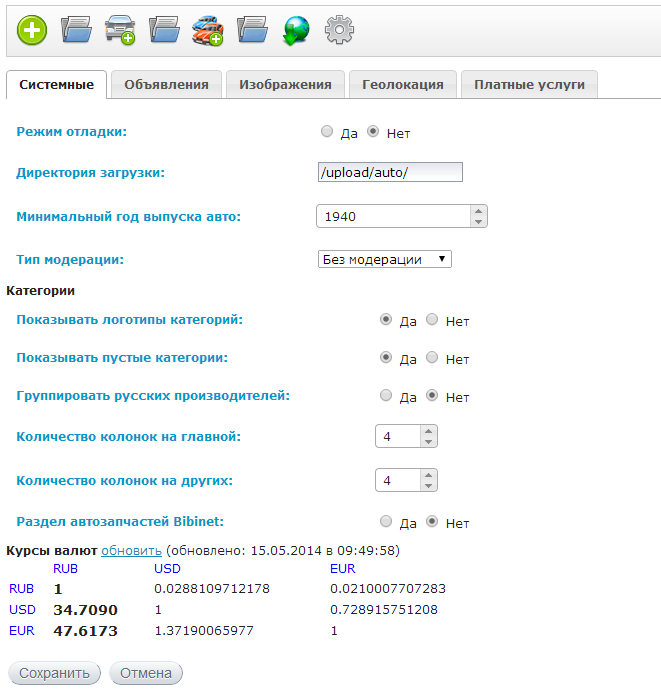 Системные Объявления Изображения Геолокация Платные услуги
Режим отладки: Да Нет
Директория загрузки: /upload/auto/
Минимальный год выпуска авто: 1940
Тип модерации: Без модерации
Категории
Показывать логотипы категорий: Да Нет
Показывать пустые категории: Да Нет
Группировать русских производителей: Да Нет
Количество колонок на главной: 4
Количество колонок на других: 4
Раздел автозапчастей Bibinet: Да Нет
Курсы валют обновить (обновлено: 15.05.2014 в 09:49:58)
RUB USD EUR
RUB 1 0.0288109712178 0.0210007707283
USD 34.7090 1 0.728915751208
EUR 47.6173 1.37190065977 1
Сохранить Отмена